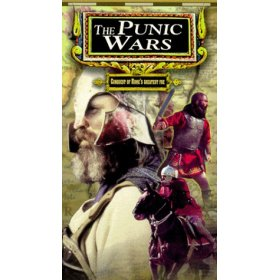 THE PUNIC
WARS
CONQUEST OF ROME'S GREATEST FOE